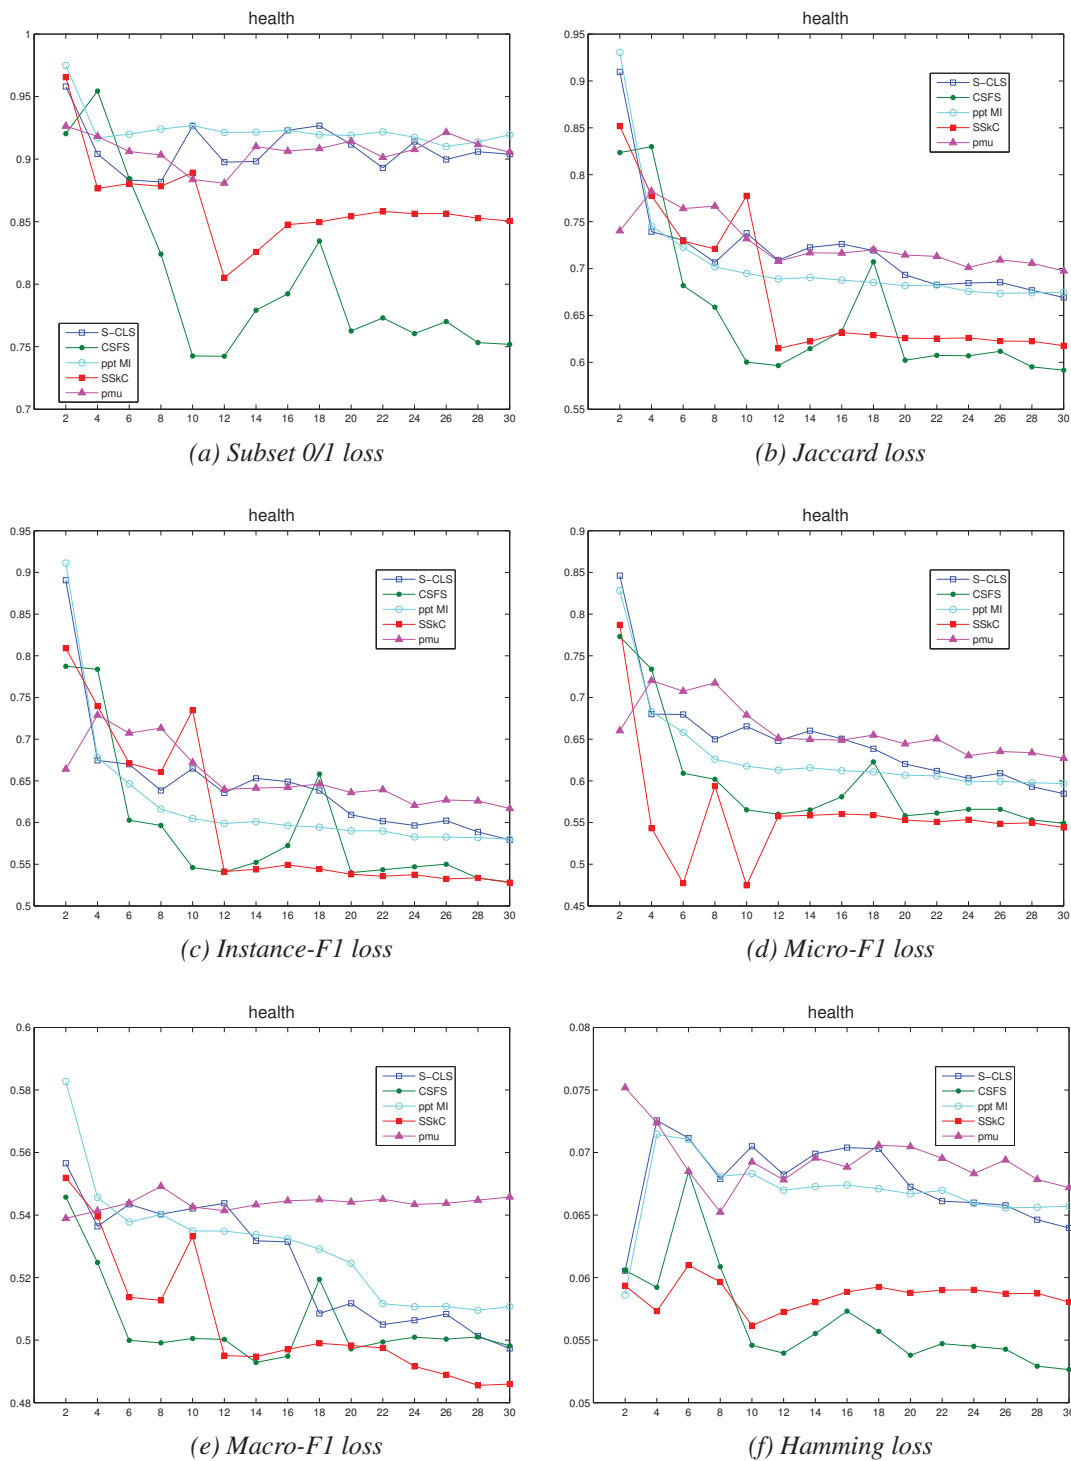 health
1
0.95
0.9
0.85
0.8
0.75
0.7
S-CLS
CSFS
ppt MI
SSkC
pmu
2 4 6 8 10 12 14 16 18 20 22 24 26 28 30
(a) Subset 0/1 loss
health
0.95
0.9
0.85
0.8
0.75
0.7
0.65
0.6
0.55
S-CLS
CSFS
ppt MI
SSkC
pmu
2 4 6 8 10 12 14 16 18 20 22 24 26 28 30
(b) Jaccard loss
health
0.95
0.9
0.85
0.8
0.75
0.7
0.65
0.6
0.55
0.5
S-CLS
CSFS
ppt MI
SSkC
pmu
2 4 6 8 10 12 14 16 18 20 22 24 26 28 30
(c) Instance-F1 loss
health
0.9
0.85
0.8
0.75
0.7
0.65
0.6
0.55
0.5
0.45
S-CLS
CSFS
ppt MI
SSkC
pmu
2 4 6 8 10 12 14 16 18 20 22 24 26 28 30
(d) Micro-F1 loss
health
0.6
0.58
0.56
0.54
0.52
0.5
0.48
S-CLS
CSFS
ppt MI
SSkC
pmu
2 4 6 8 10 12 14 16 18 20 22 24 26 28 30
(e) Macro-F1 loss
health
0.08
0.075
0.07
0.065
0.06
0.055
0.05
S-CLS
CSFS
ppt MI
SSkC
pmu
2 4 6 8 10 12 14 16 18 20 22 24 26 28 30
(f) Hamming loss